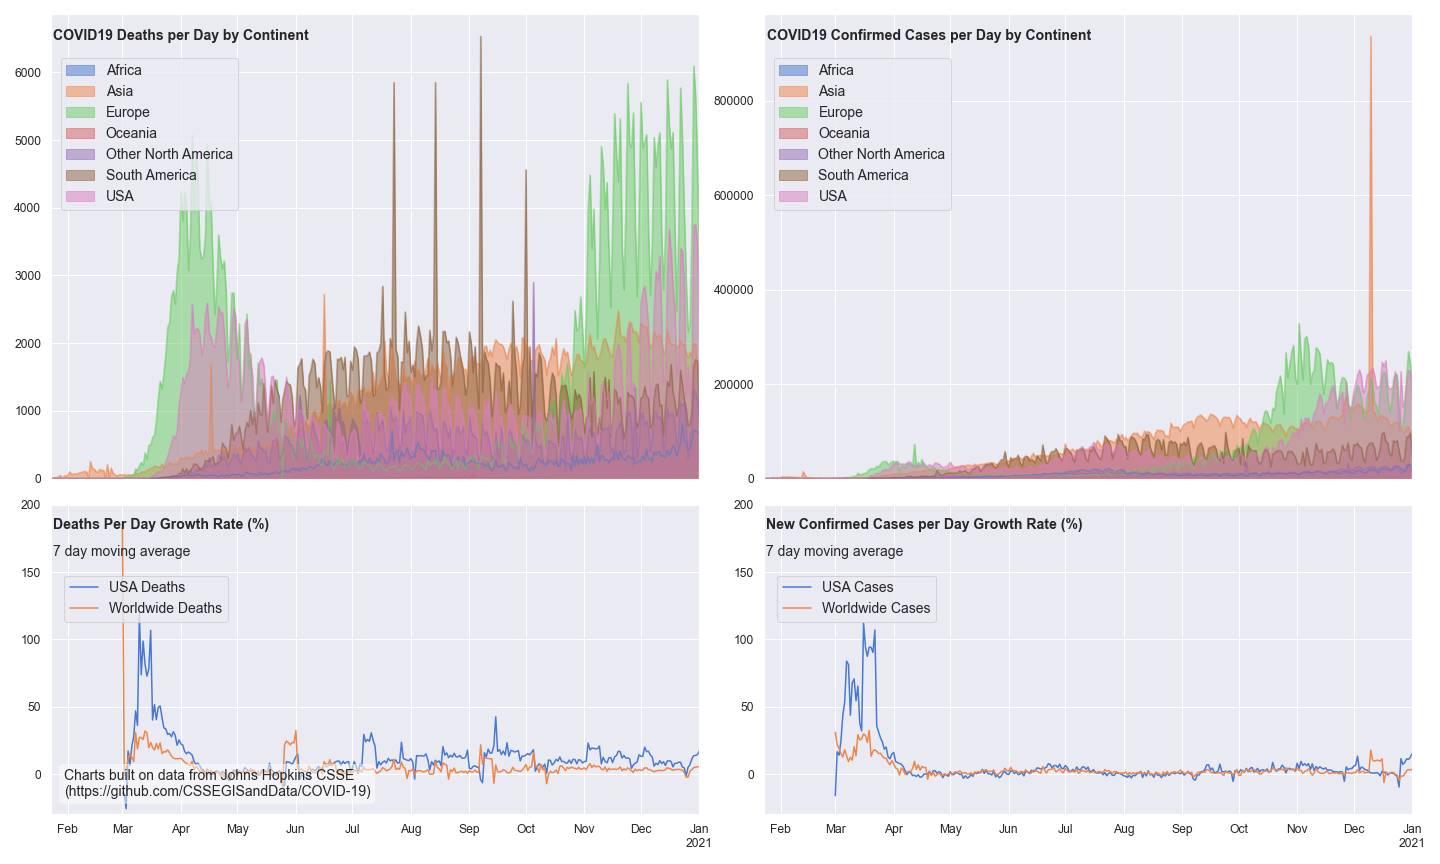 COVID19 Deaths per Day by Continent
Africa
Asia
Europe
Oceania
Other North America
South America
USA
6000
5000
4000
3000
2000
1000
0
COVID19 Confirmed Cases per Day by Continent
Africa
Asia
Europe
Oceania
Other North America
South America
USA
800000
600000
400000
200000
0
Deaths Per Day Growth Rate (%)
7 day moving average
USA Deaths
Worldwide Deaths
200
150
100
50
0
Charts built on data from Johns Hopkins CSSE
(https://github.com/CSSEGISandData/COVID-19)
Feb Mar Apr May Jun Jul Aug Sep Oct Nov Dec Jan
2021
New Confirmed Cases per Day Growth Rate (%)
7 day moving average
USA Cases
Worldwide Cases
200
150
100
50
0
Feb Mar Apr May Jun Jul Aug Sep Oct Nov Dec Jan
2021